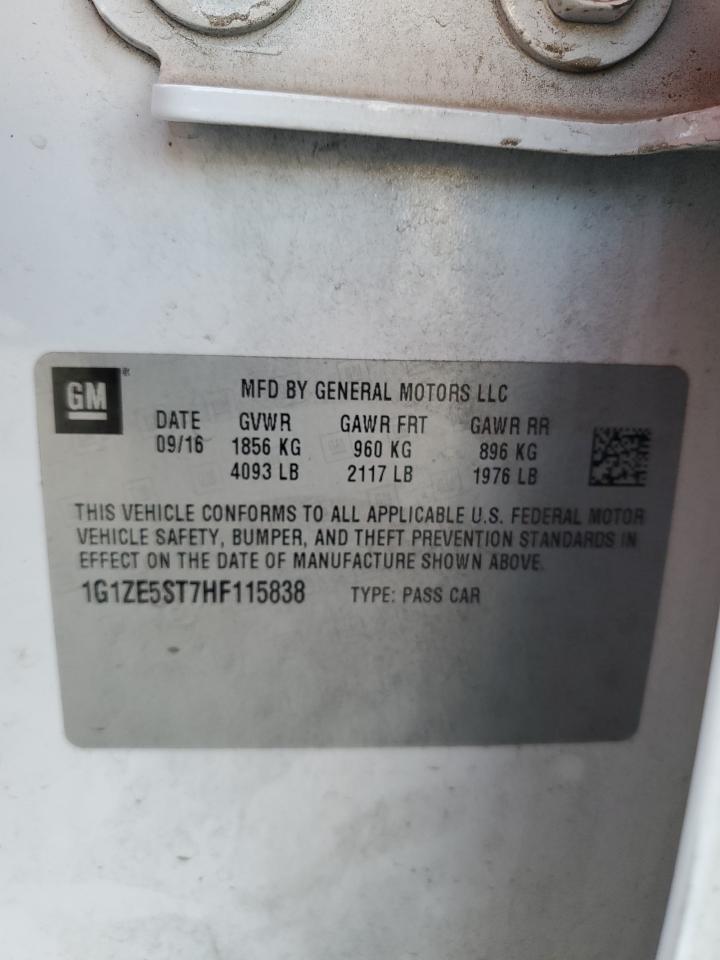 GM
MFD BY GENERAL MOTORS LLC
DATE GVWR GAWR FRT GAWR RR
09/16 1856 KG 960 KG 896 KG
4093 LB 2117 LB 1976 LB
THIS VEHICLE CONFORMS TO ALL APPLICABLE U.S. FEDERAL MOTOR
VEHICLE SAFETY, BUMPER, AND THEFT PREVENTION STANDARDS IN
EFFECT ON THE DATE OF MANUFACTURE SHOWN ABOVE.
1G1ZE5ST7HF115838 TYPE: PASS CAR